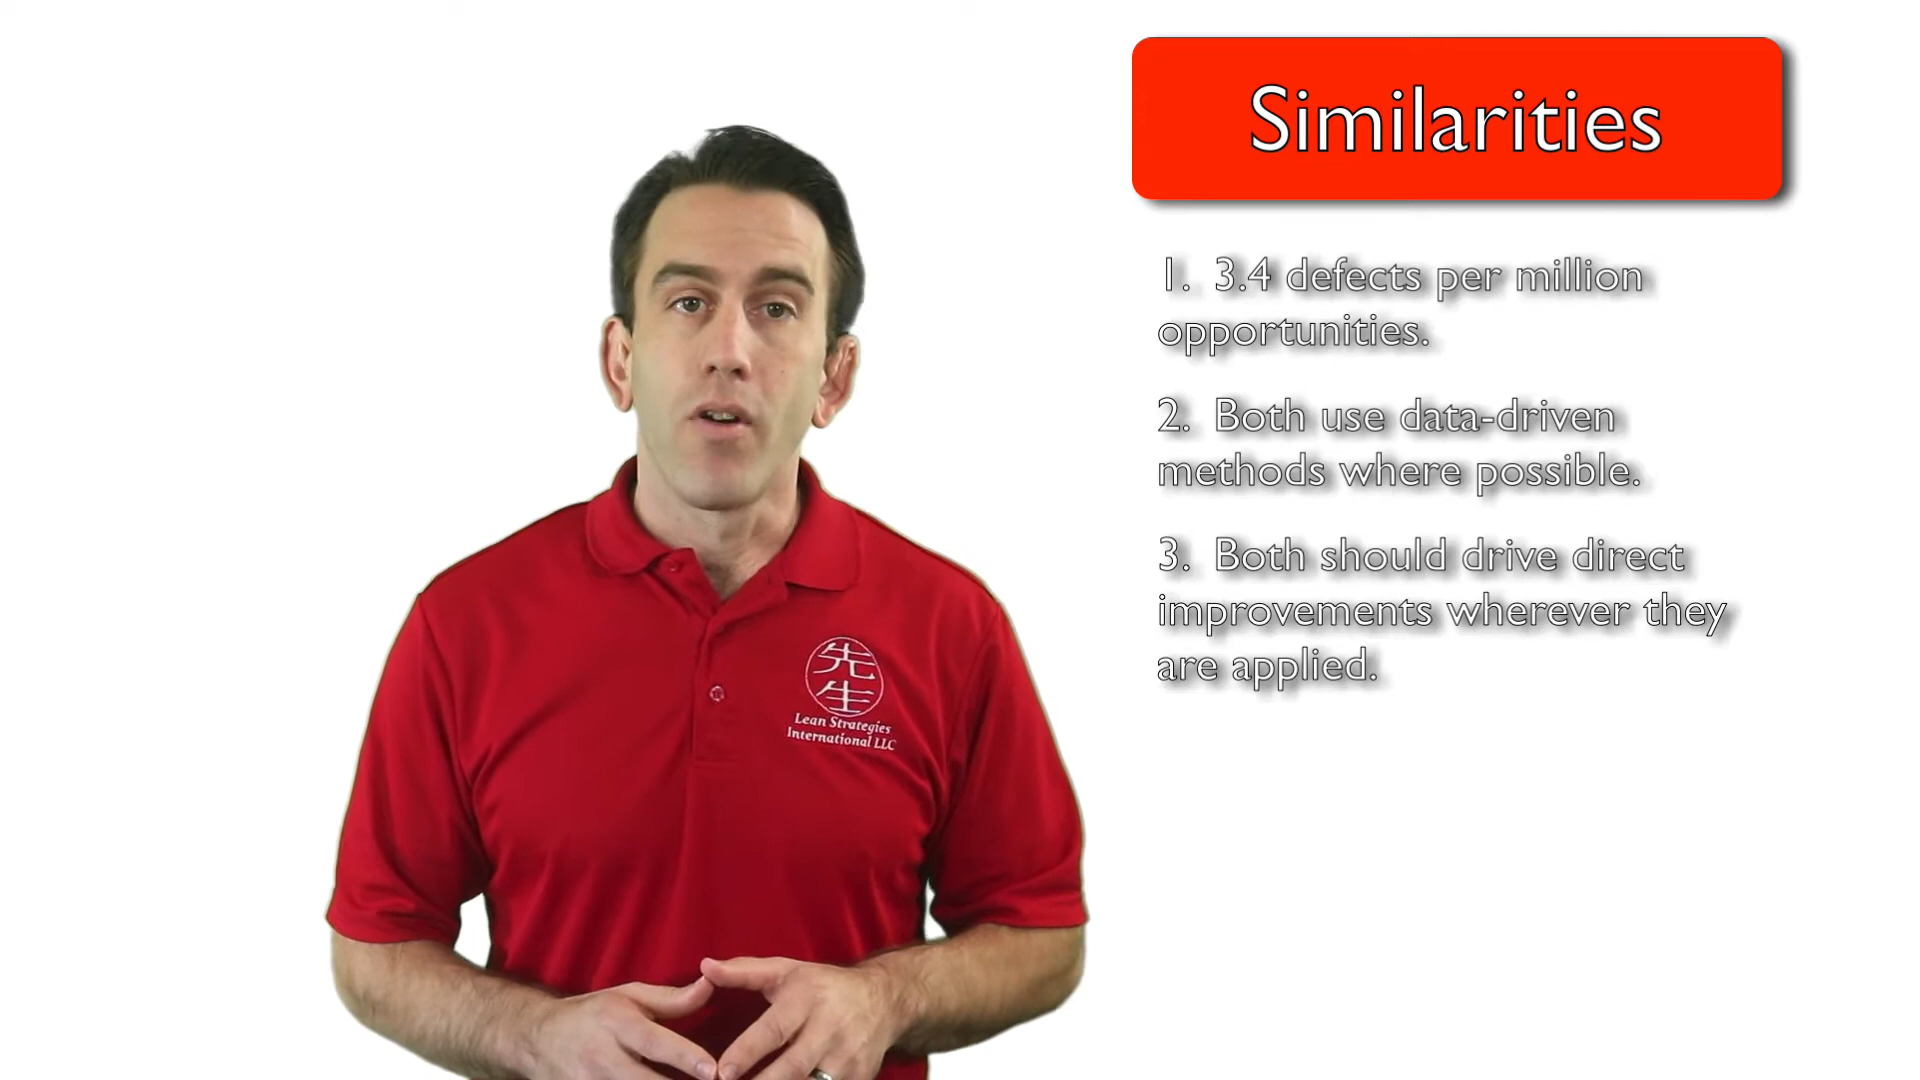 Similarities
1. 3.4 defects per million
opportunities.
2. Both use data-driven
methods where possible.
3. Both should drive direct
improvements wherever they
are applied.
先
生
Lean Strategies
International LLC